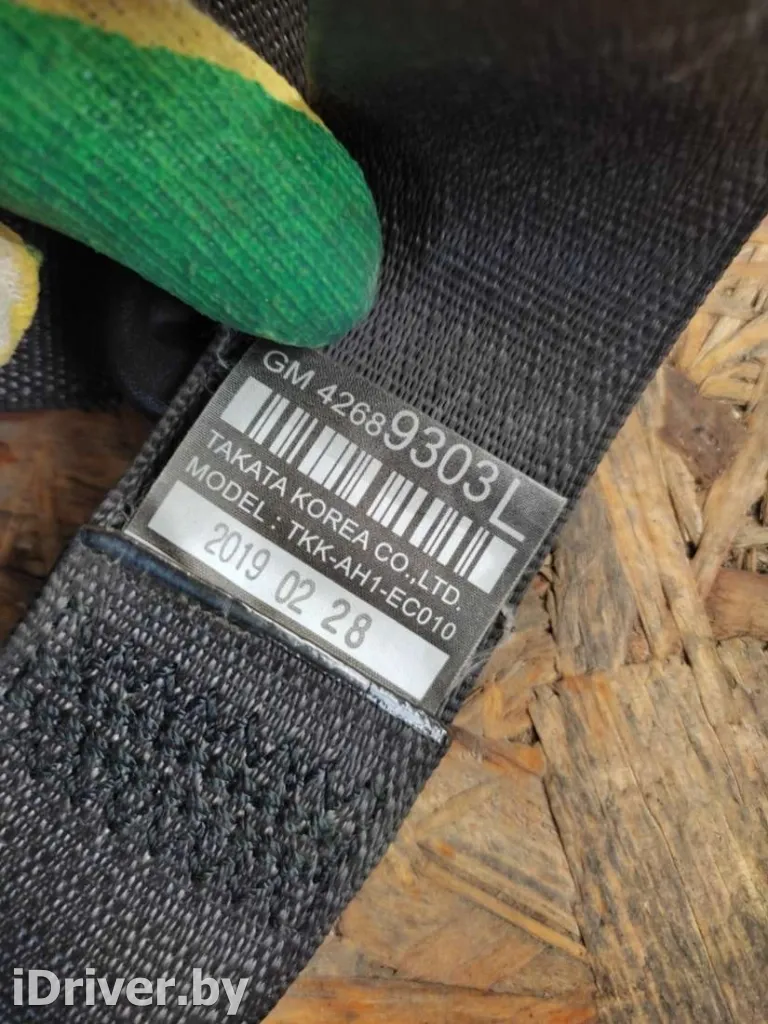 GM 42689303L
TAKATA KOREA CO.,LTD.
MODEL : TKK-AH1-EC010
2019 02 28
iDriver.by